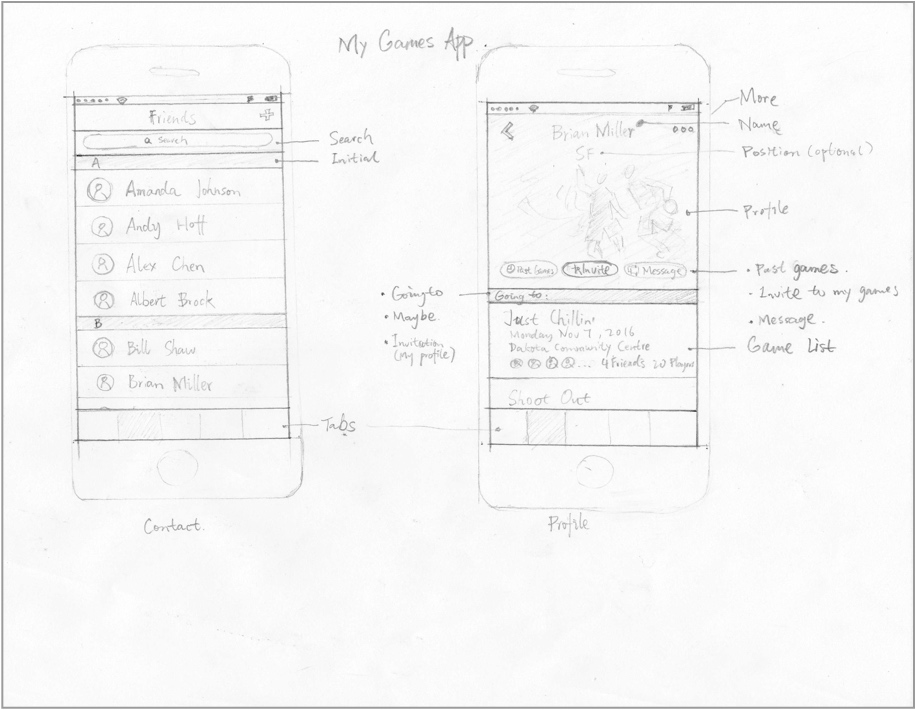 My Games App
Friends
Search
A
Amanda Johnson
Andy Hoff
Alex Chen
Albert Brock
B
Bill Shaw
Brian Miller
Contact.
Search
Initial
Tabs
Brian Miller
SF
Past Games
+ Invite
Message
Going to:
Just Chillin'
Monday Nov 7, 2016
Dakota Community Centre
... 4 Friends 20 Players
Shoot Out
Profile
• Going to
• Maybe.
• Invitation
(My profile)
More
Name
Position (optional)
Profile
• Past games.
• Invite to my games
• Message.
Game List